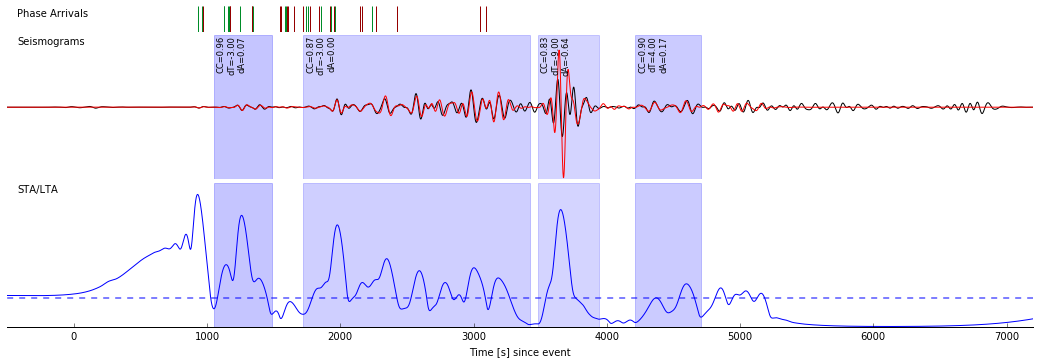 Phase Arrivals
Seismograms
CC=0.96
dT=-3.00
dA=0.07
CC=0.87
dT=-3.00
dA=0.00
CC=0.83
dT=-9.00
dA=-0.64
CC=0.90
dT=4.00
dA=0.17
STA/LTA
0 1000 2000 3000 4000 5000 6000 7000
Time [s] since event